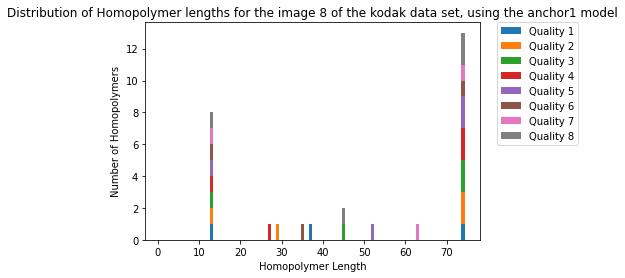 Distribution of Homopolymer lengths for the image 8 of the kodak data set, using the anchor1 model
Number of Homopolymers
12
10
8
6
4
2
0
0 10 20 30 40 50 60 70
Homopolymer Length
Quality 1
Quality 2
Quality 3
Quality 4
Quality 5
Quality 6
Quality 7
Quality 8